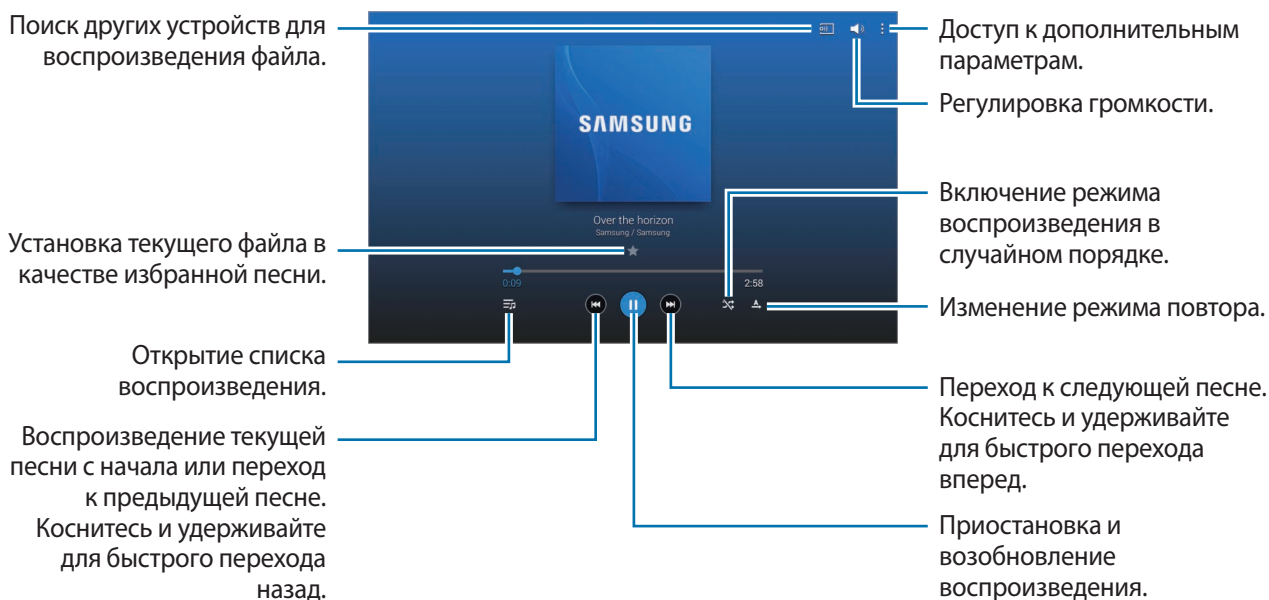 Поиск других устройств для
воспроизведения файла.
Установка текущего файла в
качестве избранной песни.
Открытие списка
воспроизведения.
Воспроизведение текущей
песни с начала или переход
к предыдущей песне.
Коснитесь и удерживайте
для быстрого перехода
назад.
SAMSUNG
Over the horizon
Samsung / Samsung
0:09
2:58
Доступ к дополнительным
параметрам.
Регулировка громкости.
Включение режима
воспроизведения в
случайном порядке.
Изменение режима повтора.
Переход к следующей песне.
Коснитесь и удерживайте
для быстрого перехода
вперед.
Приостановка и
возобновление
воспроизведения.